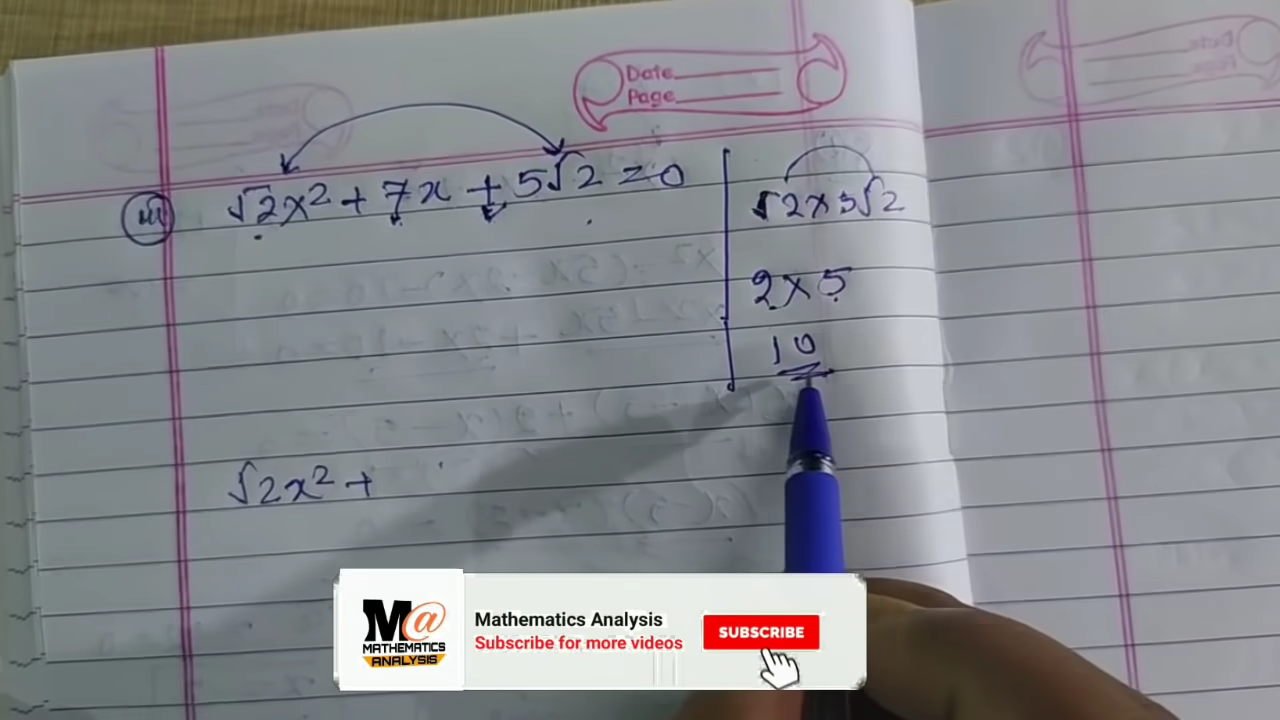 Date
Page
(iii) √2x² + 7x + 5√2 = 0
√2 × 5√2
2 × 5
10
√2x² +
M@
MATHEMATICS
ANALYSIS
Mathematics Analysis
Subscribe for more videos
SUBSCRIBE